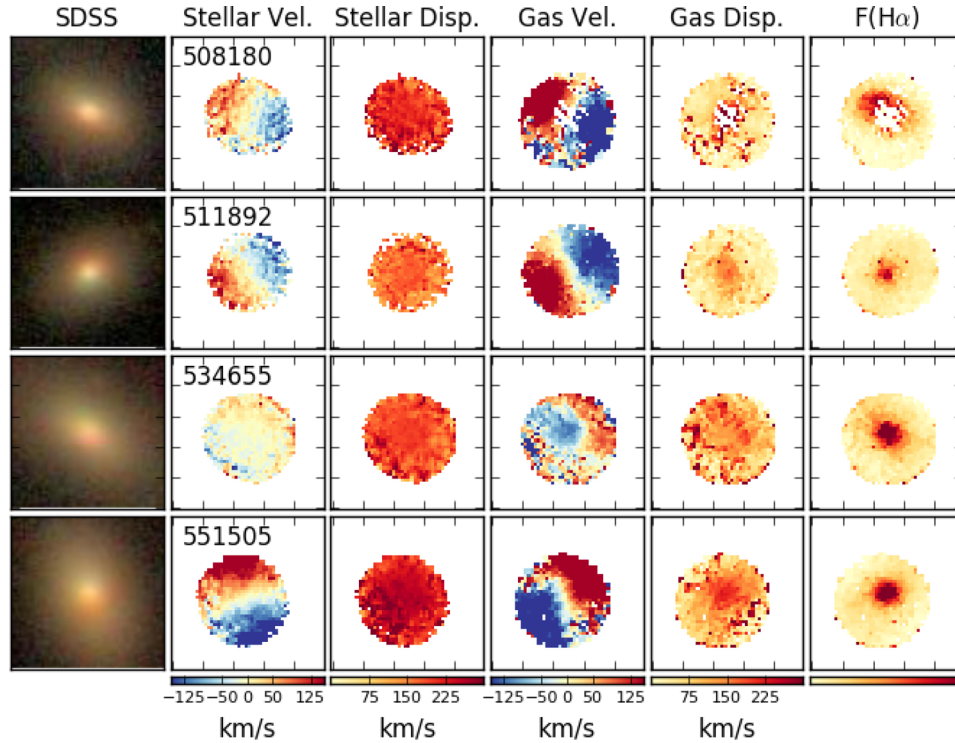 SDSS Stellar Vel. Stellar Disp. Gas Vel. Gas Disp. F(Hα)
508180
511892
534655
551505
−125 −50 0 50 125 75 150 225 −125 −50 0 50 125 75 150 225
km/s km/s km/s km/s